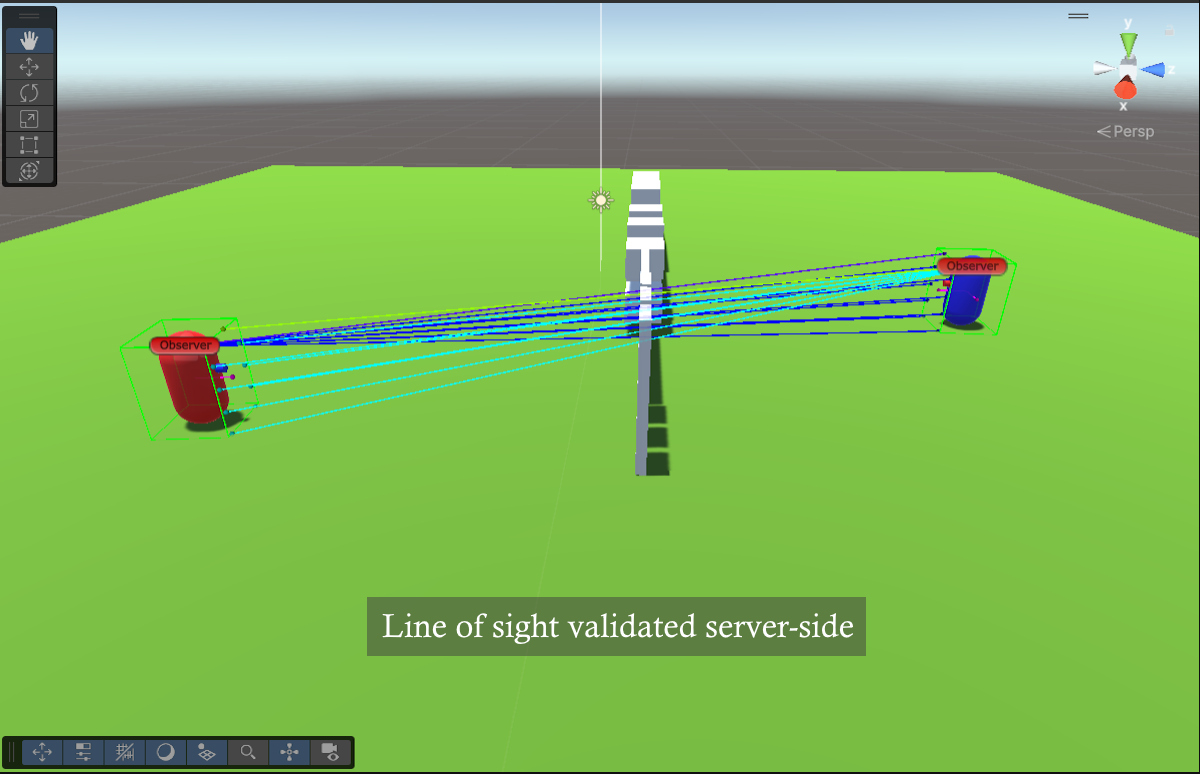 y
z
x
Persp
Observer
Observer
Line of sight validated server-side